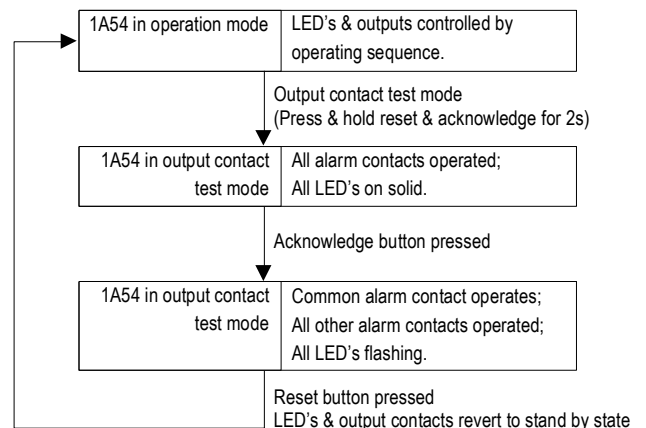 1A54 in operation mode
LED's & outputs controlled by
operating sequence.
Output contact test mode
(Press & hold reset & acknowledge for 2s)
1A54 in output contact
test mode
All alarm contacts operated;
All LED's on solid.
Acknowledge button pressed
1A54 in output contact
test mode
Common alarm contact operates;
All other alarm contacts operated;
All LED's flashing.
Reset button pressed
LED's & output contacts revert to stand by state